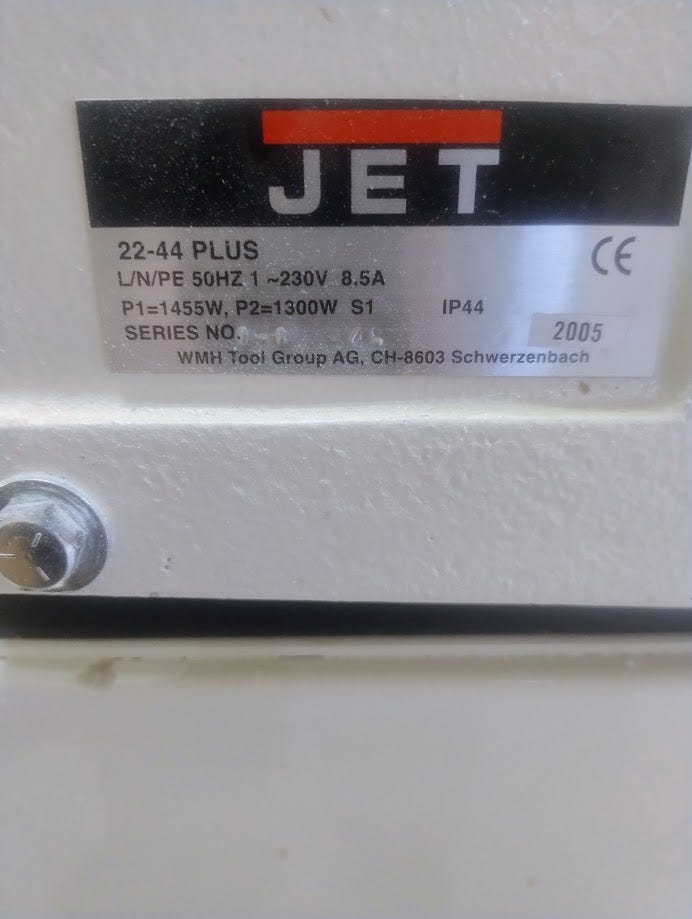 JET
22-44 PLUS
CE
L/N/PE 50HZ 1 ~230V 8.5A
P1=1455W, P2=1300W S1 IP44
SERIES NO.
2005
WMH Tool Group AG, CH-8603 Schwerzenbach